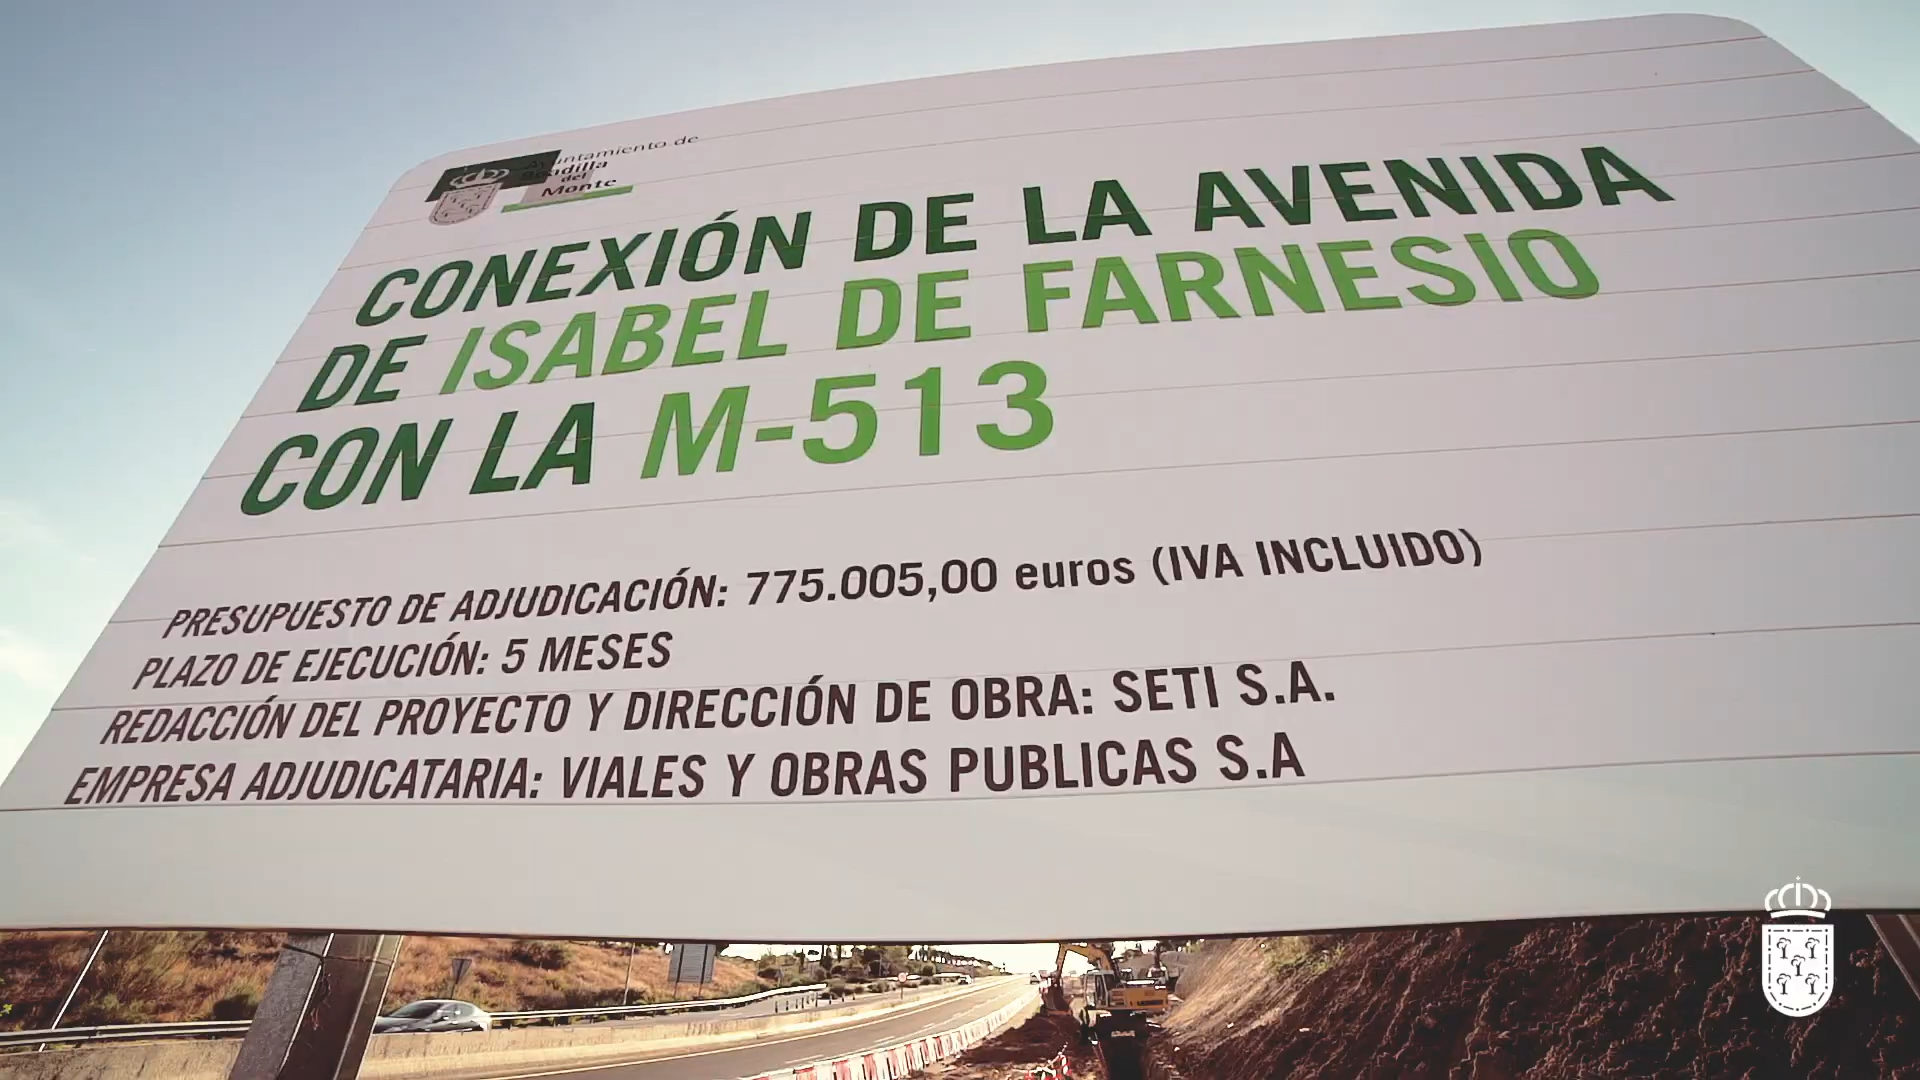 Ayuntamiento de
Boadilla
del
Monte
CONEXIÓN DE LA AVENIDA
DE ISABEL DE FARNESIO
CON LA M-513
PRESUPUESTO DE ADJUDICACIÓN: 775.005,00 euros (IVA INCLUIDO)
PLAZO DE EJECUCIÓN: 5 MESES
REDACCIÓN DEL PROYECTO Y DIRECCIÓN DE OBRA: SETI S.A.
EMPRESA ADJUDICATARIA: VIALES Y OBRAS PUBLICAS S.A